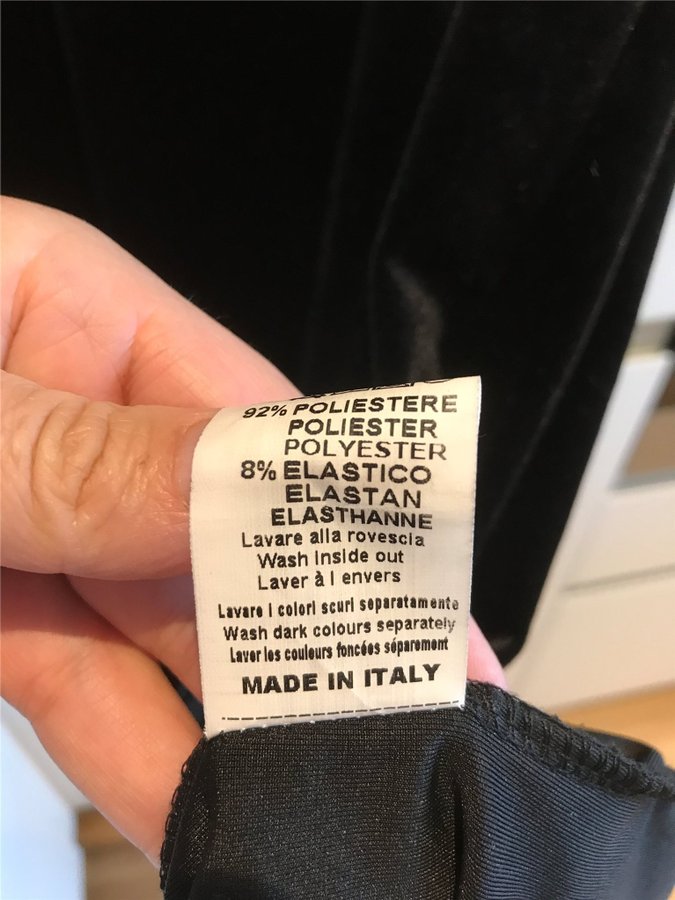 92% POLIESTERE
POLIESTER
POLYESTER
8% ELASTICO
ELASTAN
ELASTHANNE
Lavare alla rovescia
Wash inside out
Laver à l envers
Lavare i colori scuri separatamente
Wash dark colours separately
Laver les couleurs foncées séparement
MADE IN ITALY